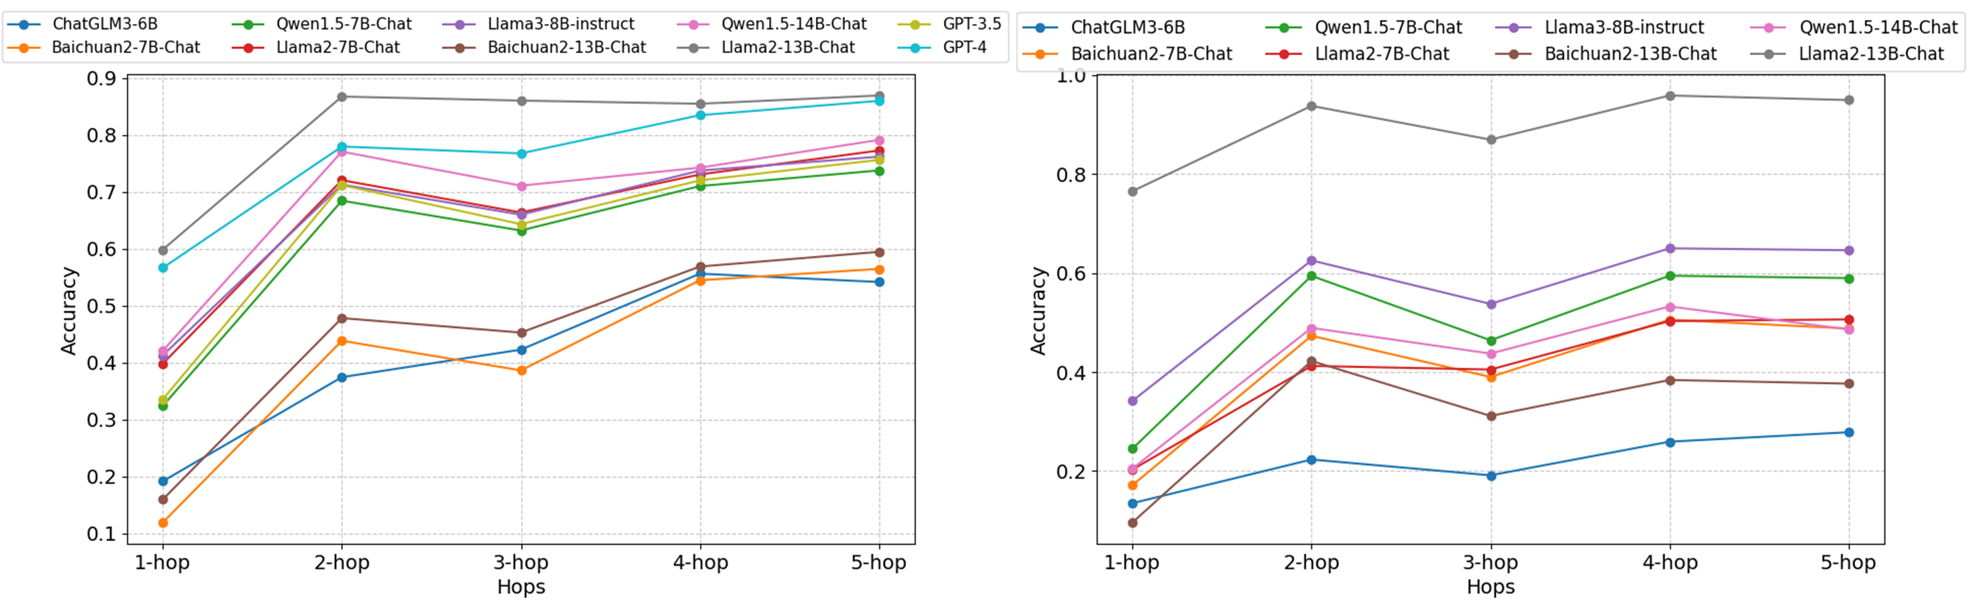 ChatGLM3-6B Qwen1.5-7B-Chat Llama3-8B-instruct Qwen1.5-14B-Chat GPT-3.5
Baichuan2-7B-Chat Llama2-7B-Chat Baichuan2-13B-Chat Llama2-13B-Chat GPT-4
0.9
0.8
0.7
0.6
0.5
0.4
0.3
0.2
0.1
Accuracy
1-hop 2-hop 3-hop 4-hop 5-hop
Hops
ChatGLM3-6B Qwen1.5-7B-Chat Llama3-8B-instruct Qwen1.5-14B-Chat
Baichuan2-7B-Chat Llama2-7B-Chat Baichuan2-13B-Chat Llama2-13B-Chat
1.0
0.8
0.6
0.4
0.2
Accuracy
1-hop 2-hop 3-hop 4-hop 5-hop
Hops